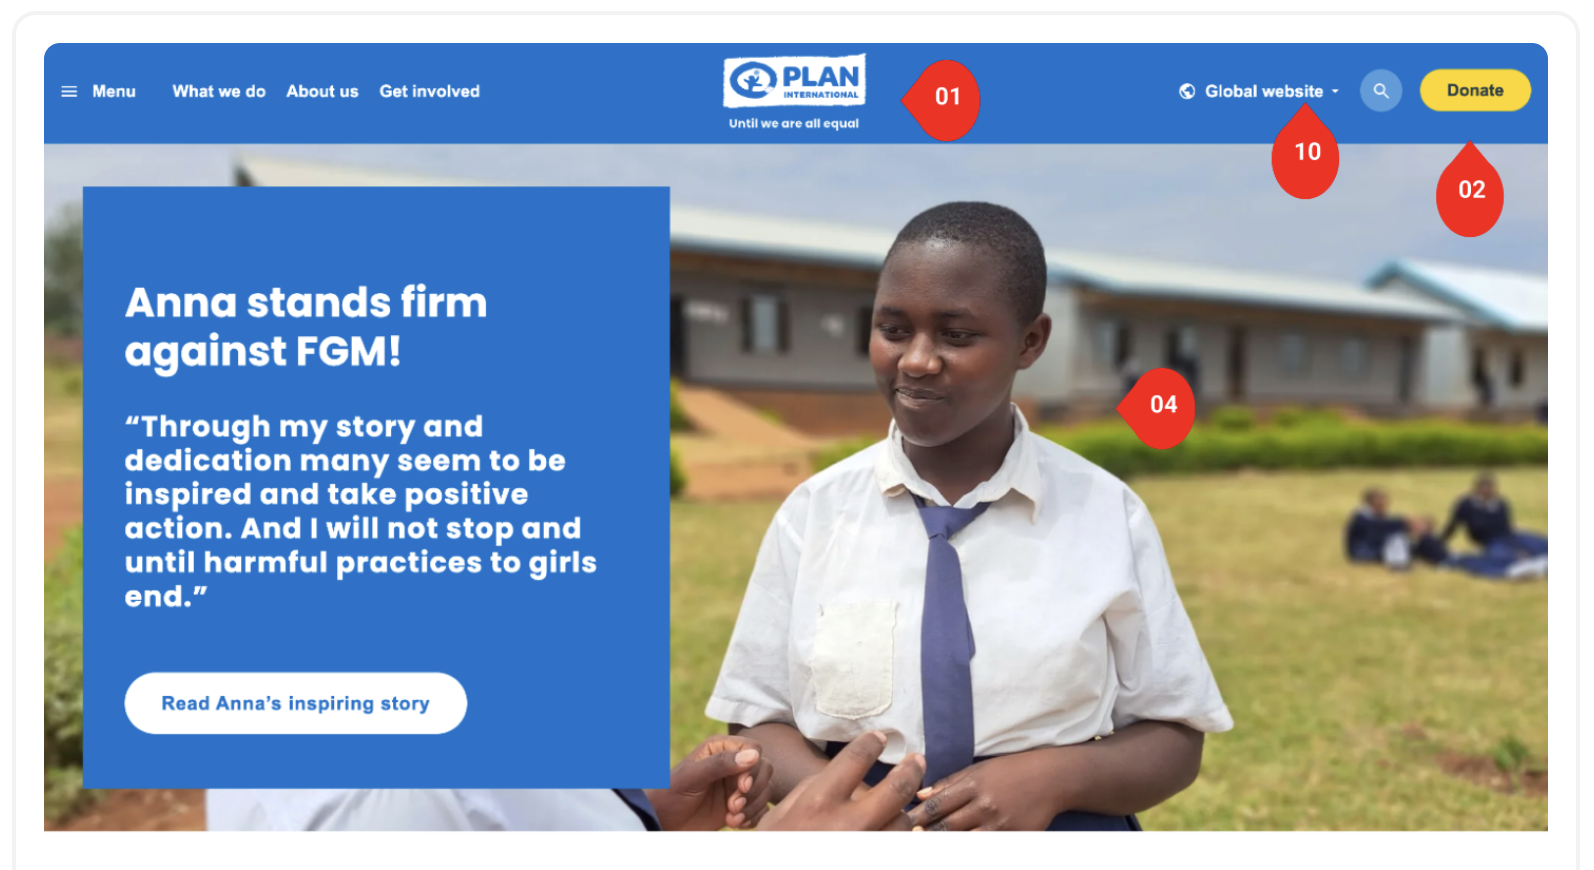 Menu What we do About us Get involved
PLAN
INTERNATIONAL
Until we are all equal
01
Global website
Donate
10
02
Anna stands firm
against FGM!
“Through my story and
dedication many seem to be
inspired and take positive
action. And I will not stop and
until harmful practices to girls
end.”
04
Read Anna’s inspiring story